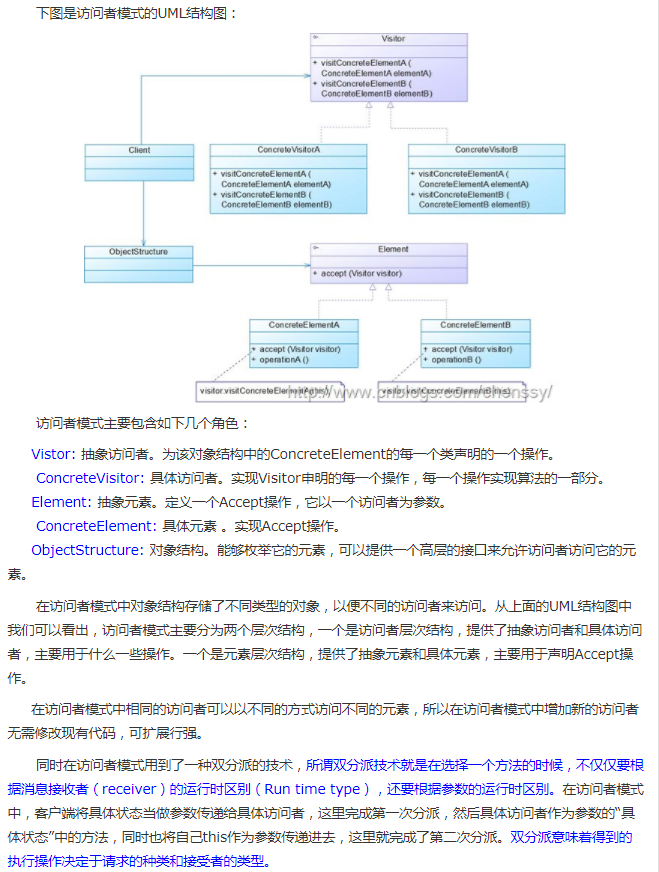 下图是访问者模式的UML结构图：
Visitor
+ visitConcreteElementA (
ConcreteElementA elementA)
+ visitConcreteElementB (
ConcreteElementB elementB)
Client
ConcreteVisitorA
+ visitConcreteElementA (
ConcreteElementA elementA)
+ visitConcreteElementB (
ConcreteElementB elementB)
ConcreteVisitorB
+ visitConcreteElementA (
ConcreteElementA elementA)
+ visitConcreteElementB (
ConcreteElementB elementB)
ObjectStructure
Element
+ accept (Visitor visitor)
ConcreteElementA
+ accept (Visitor visitor)
+ operationA ()
ConcreteElementB
+ accept (Visitor visitor)
+ operationB ()
visitor.visitConcreteElementA(this)
visitor.visitConcreteElementB(this)
http://www.cnblogs.com/chenssy/
访问者模式主要包含如下几个角色：
Vistor: 抽象访问者。为该对象结构中的ConcreteElement的每一个类声明的一个操作。
ConcreteVisitor: 具体访问者。实现Visitor申明的每一个操作，每一个操作实现算法的一部分。
Element: 抽象元素。定义一个Accept操作，它以一个访问者为参数。
ConcreteElement: 具体元素 。实现Accept操作。
ObjectStructure: 对象结构。能够枚举它的元素，可以提供一个高层的接口来允许访问者访问它的元
素。
在访问者模式中对象结构存储了不同类型的对象，以便不同的访问者来访问。从上面的UML结构图中
我们可以看出，访问者模式主要分为两个层次结构，一个是访问者层次结构，提供了抽象访问者和具体访问
者，主要用于什么一些操作。一个是元素层次结构，提供了抽象元素和具体元素，主要用于声明Accept操
作。
在访问者模式中相同的访问者可以以不同的方式访问不同的元素，所以在访问者模式中增加新的访问者
无需修改现有代码，可扩展行强。
同时在访问者模式用到了一种双分派的技术，所谓双分派技术就是在选择一个方法的时候，不仅仅要根
据消息接收者（receiver）的运行时区别（Run time type），还要根据参数的运行时区别。在访问者模式
中，客户端将具体状态当做参数传递给具体访问者，这里完成第一次分派，然后具体访问者作为参数的“具
体状态”中的方法，同时也将自己this作为参数传递进去，这里就完成了第二次分派。双分派意味着得到的
执行操作决定于请求的种类和接受者的类型。